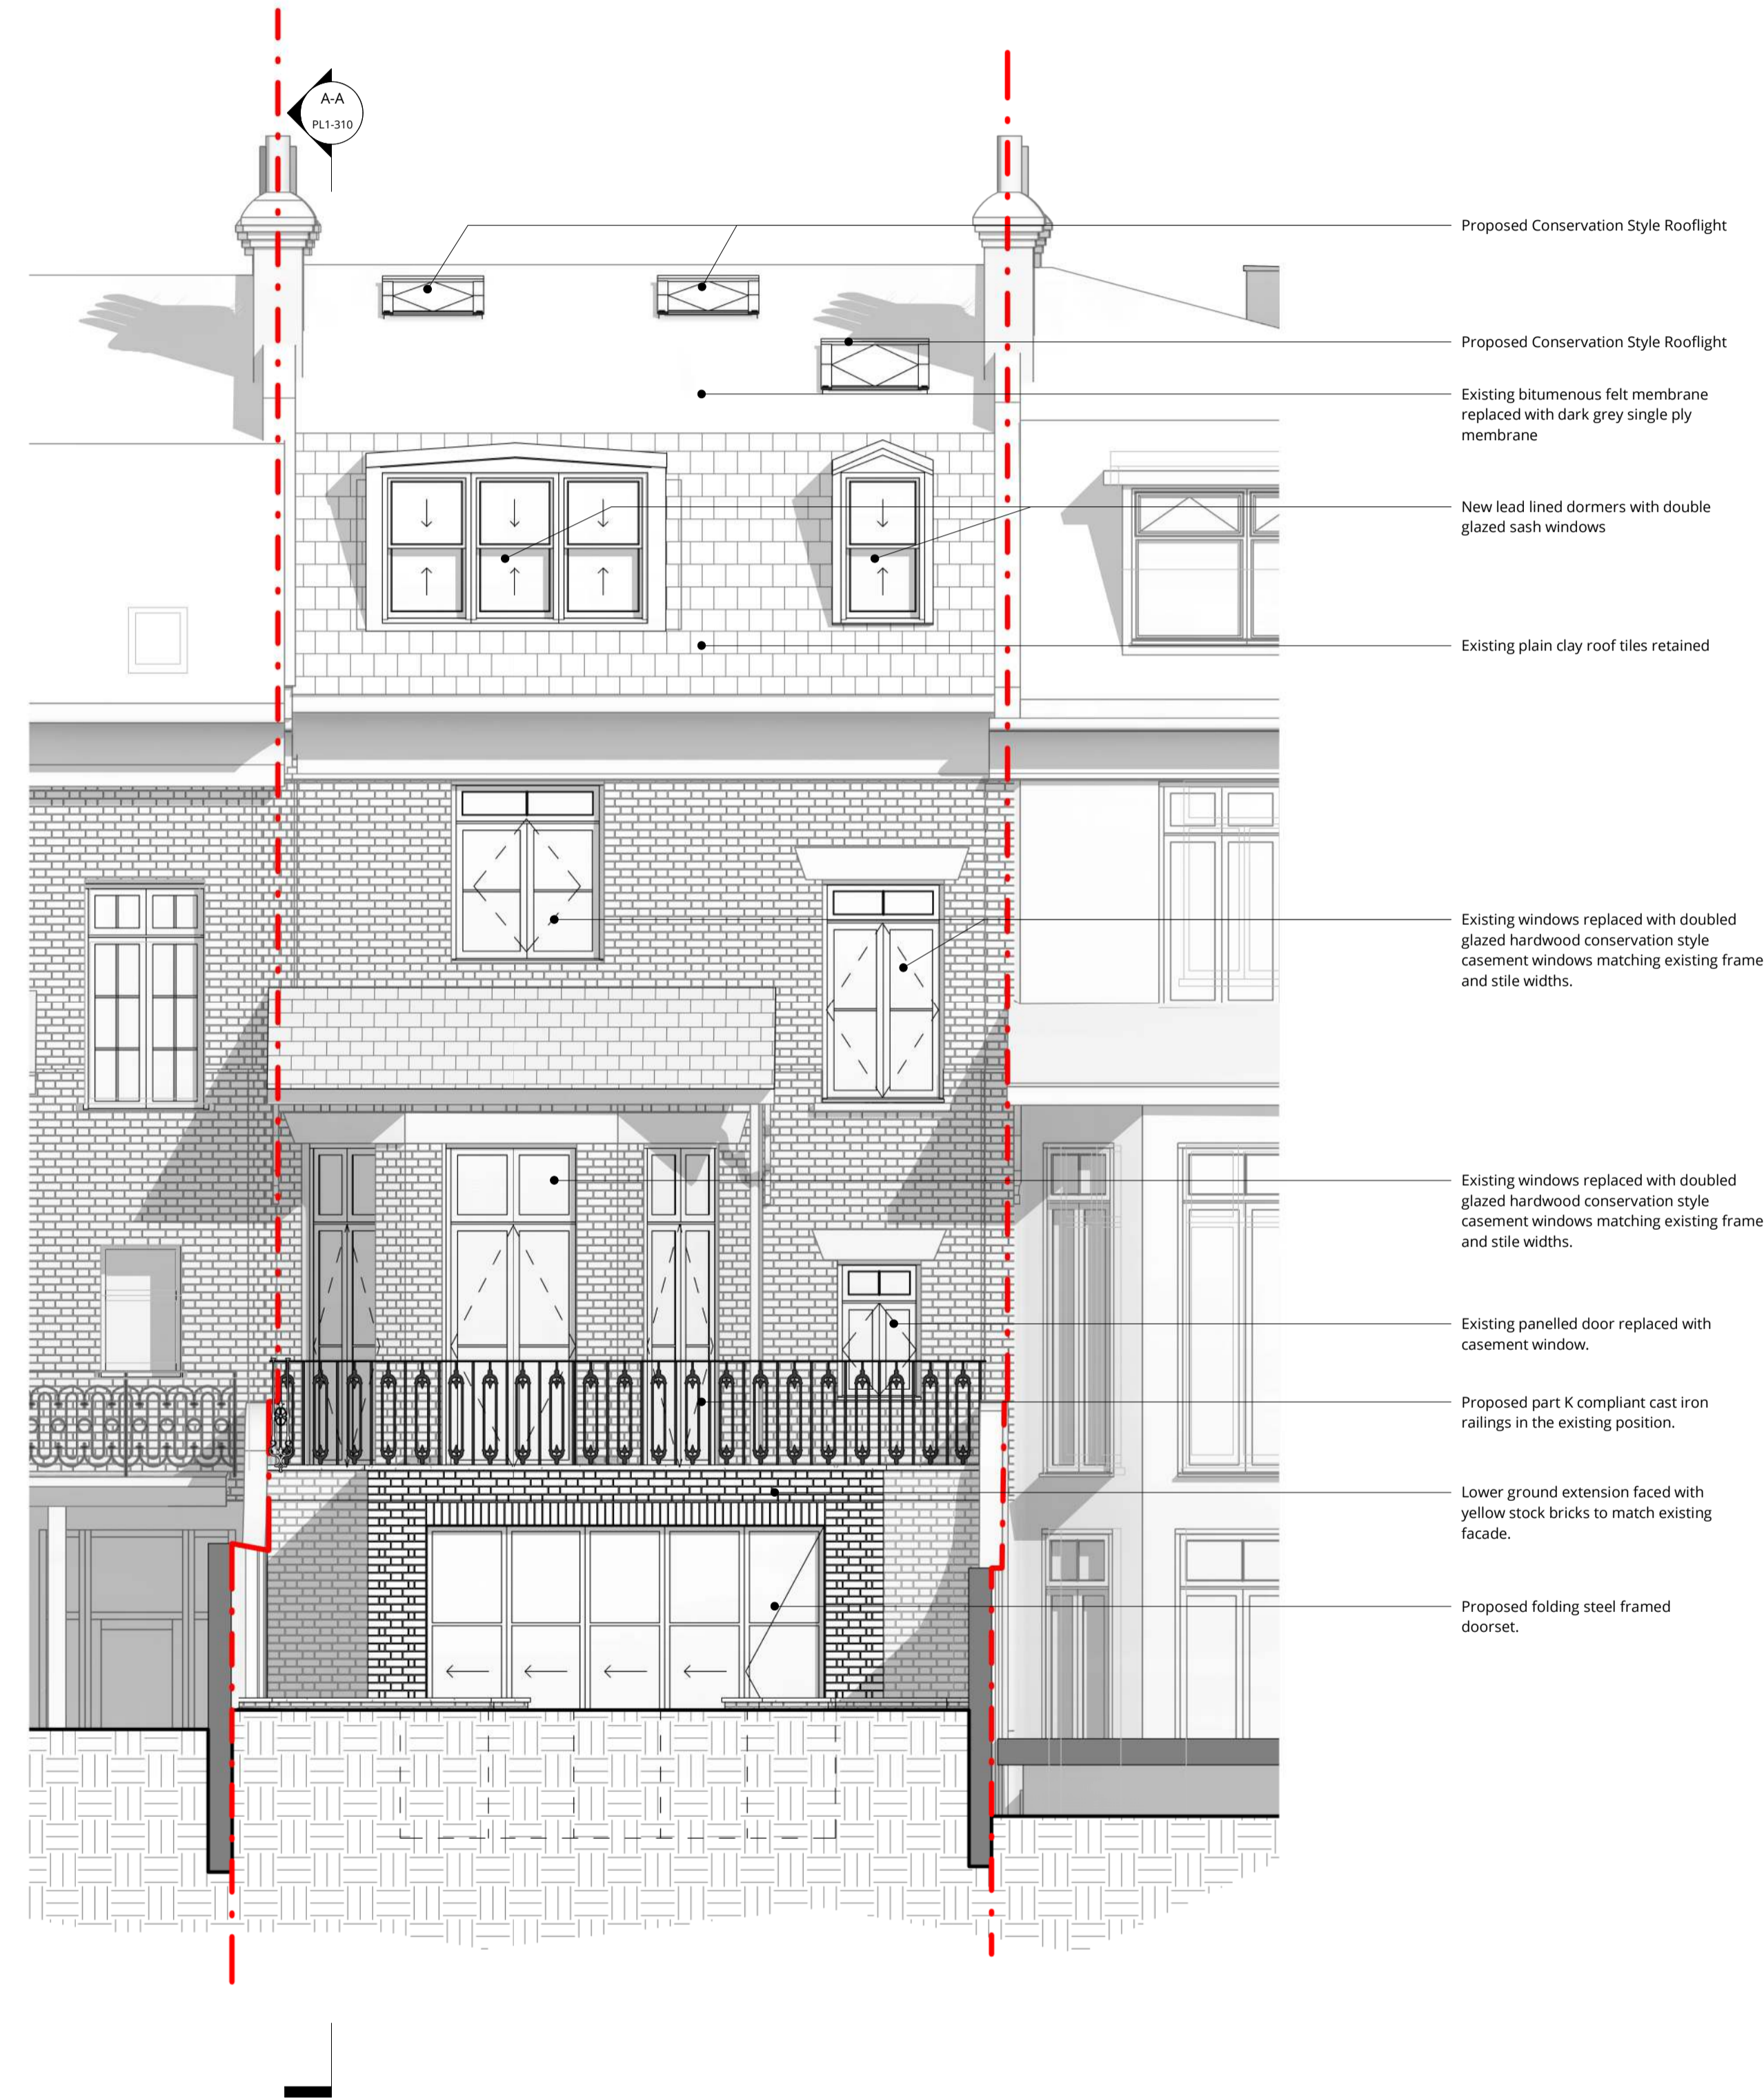 A-A
PL1-310
Proposed Conservation Style Rooflight
Proposed Conservation Style Rooflight
Existing bitumenous felt membrane
replaced with dark grey single ply
membrane
New lead lined dormers with double
glazed sash windows
Existing plain clay roof tiles retained
Existing windows replaced with doubled
glazed hardwood conservation style
casement windows matching existing frame
and stile widths.
Existing windows replaced with doubled
glazed hardwood conservation style
casement windows matching existing frame
and stile widths.
Existing panelled door replaced with
casement window.
Proposed part K compliant cast iron
railings in the existing position.
Lower ground extension faced with
yellow stock bricks to match existing
facade.
Proposed folding steel framed
doorset.